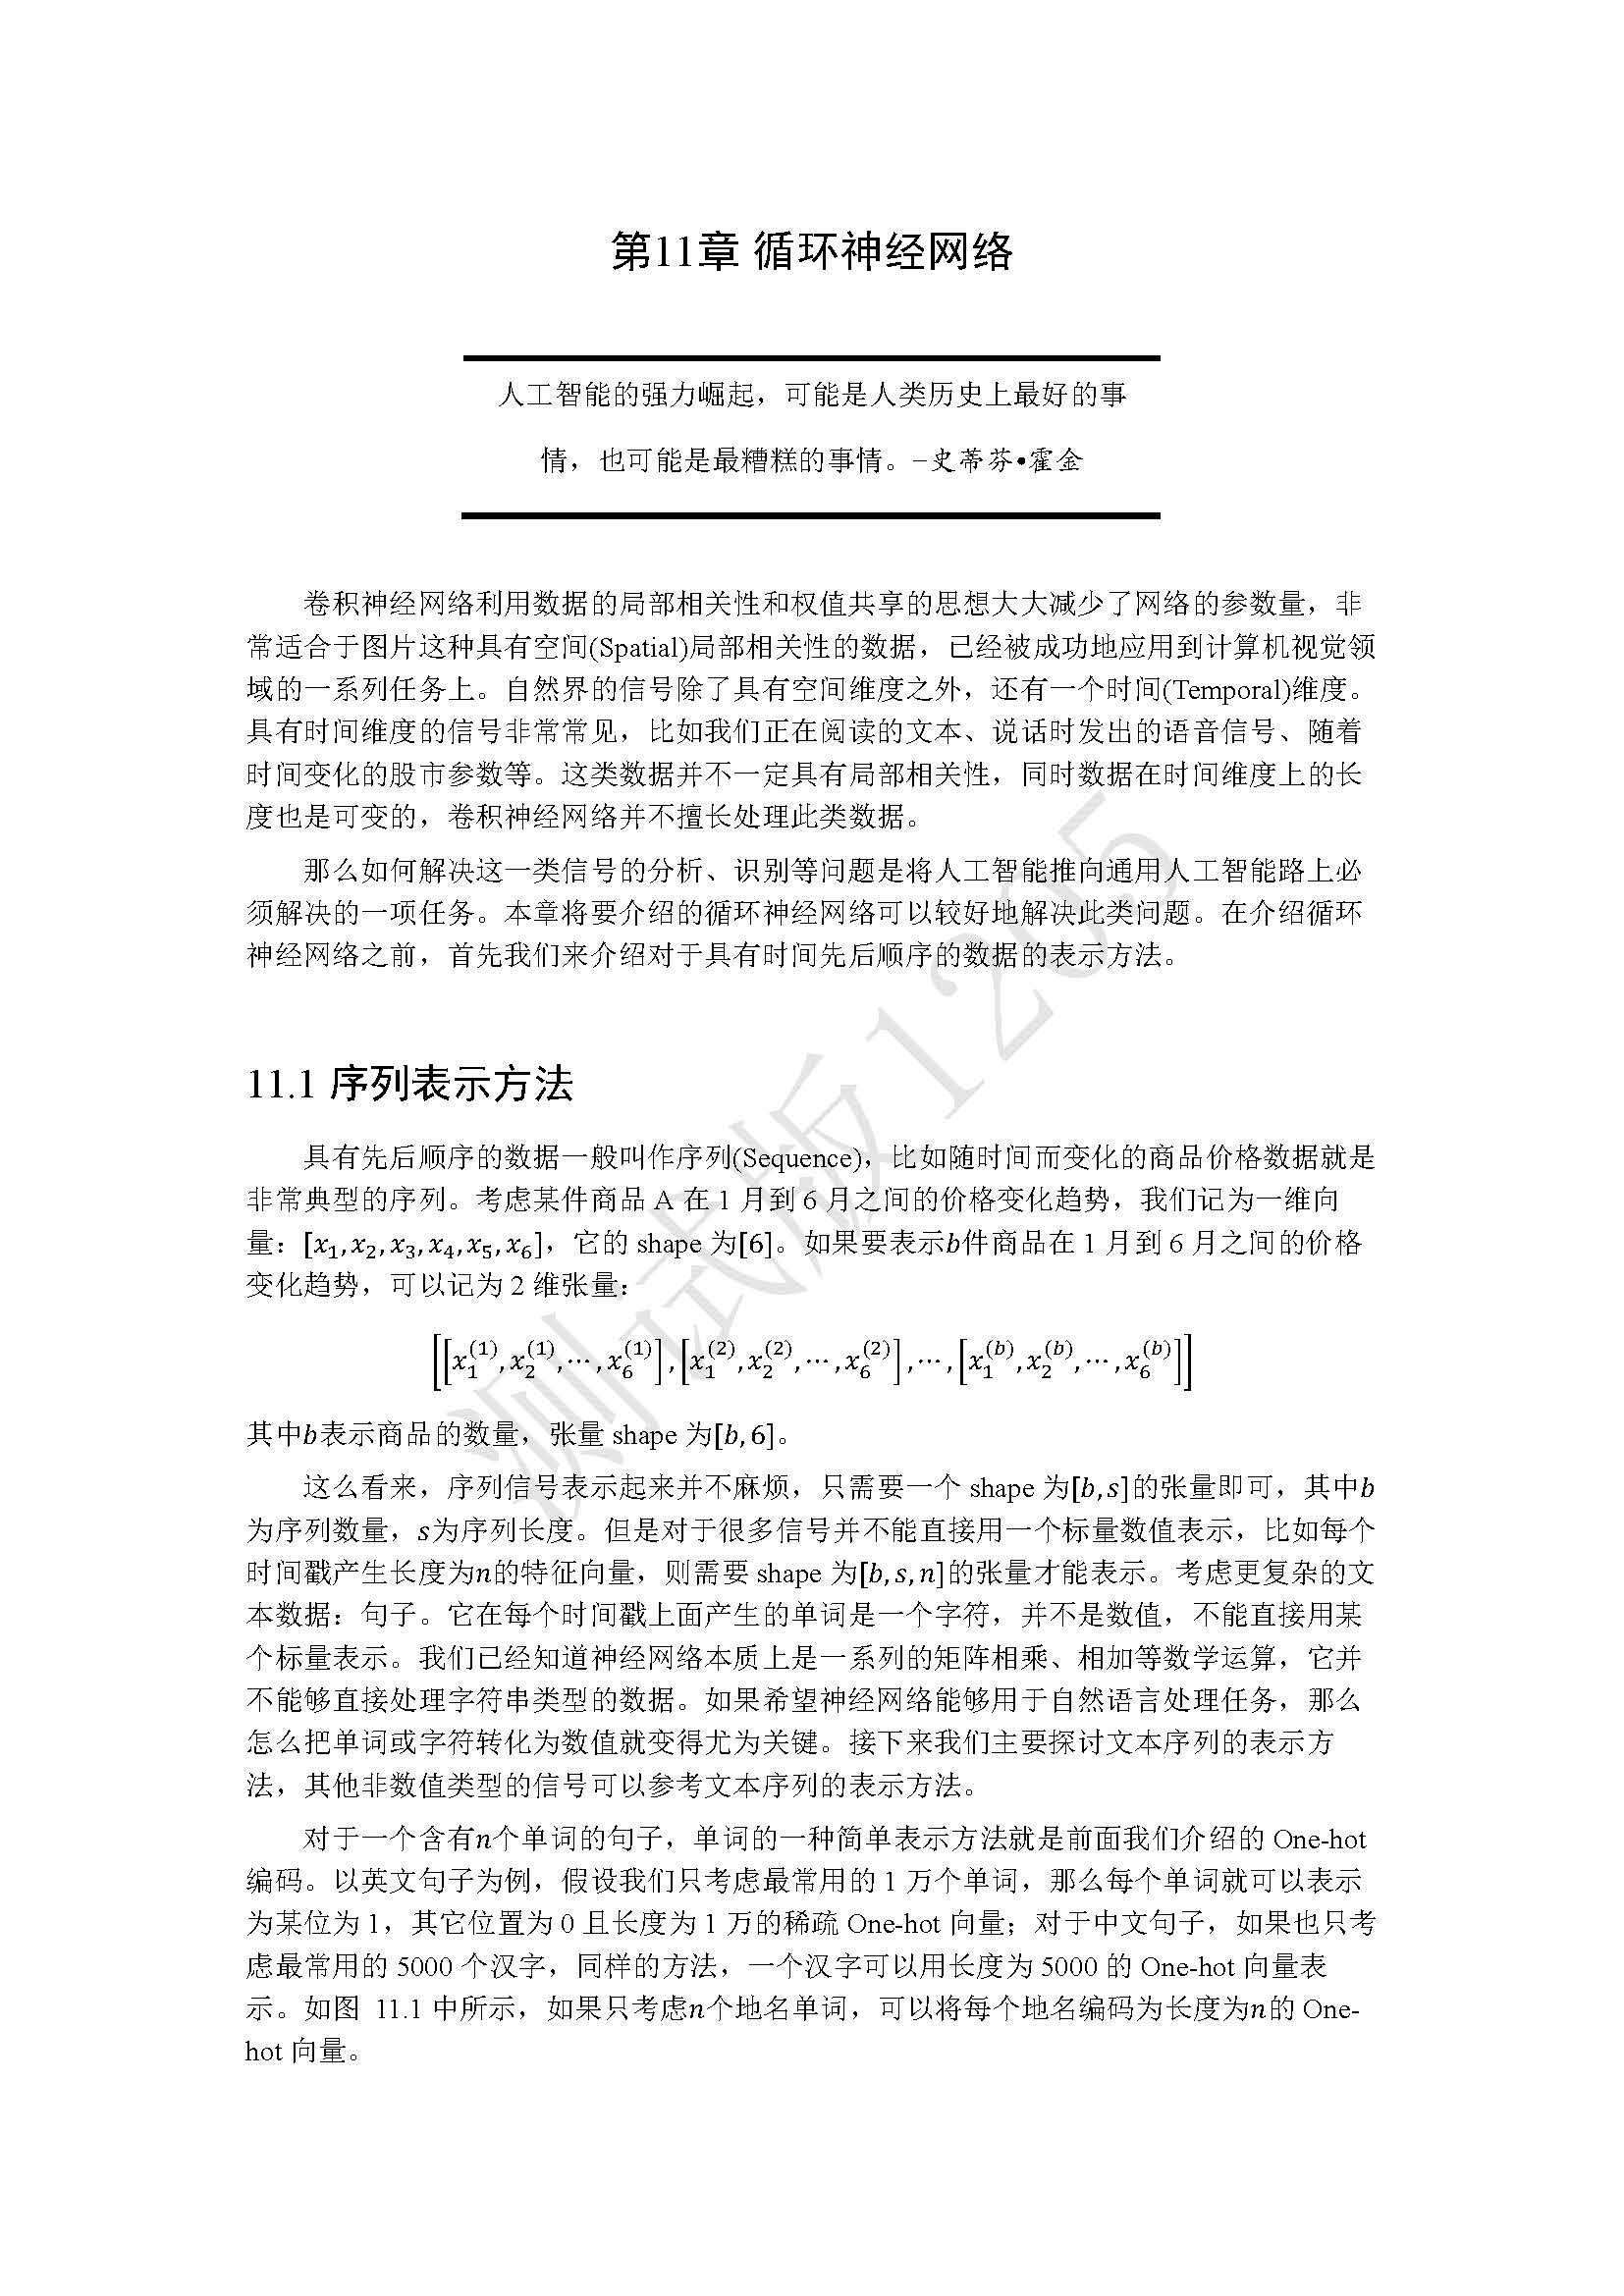 第11章 循环神经网络
人工智能的强力崛起，可能是人类历史上最好的事
情，也可能是最糟糕的事情。−史蒂芬•霍金
卷积神经网络利用数据的局部相关性和权值共享的思想大大减少了网络的参数量，非
常适合于图片这种具有空间(Spatial)局部相关性的数据，已经被成功地应用到计算机视觉领
域的一系列任务上。自然界的信号除了具有空间维度之外，还有一个时间(Temporal)维度。
具有时间维度的信号非常常见，比如我们正在阅读的文本、说话时发出的语音信号、随着
时间变化的股市参数等。这类数据并不一定具有局部相关性，同时数据在时间维度上的长
度也是可变的，卷积神经网络并不擅长处理此类数据。
那么如何解决这一类信号的分析、识别等问题是将人工智能推向通用人工智能路上必
须解决的一项任务。本章将要介绍的循环神经网络可以较好地解决此类问题。在介绍循环
神经网络之前，首先我们来介绍对于具有时间先后顺序的数据的表示方法。
11.1 序列表示方法
具有先后顺序的数据一般叫作序列(Sequence)，比如随时间而变化的商品价格数据就是
非常典型的序列。考虑某件商品 A 在 1 月到 6 月之间的价格变化趋势，我们记为一维向
量：[x₁, x₂, x₃, x₄, x₅, x₆]，它的 shape 为[6]。如果要表示b件商品在 1 月到 6 月之间的价格
变化趋势，可以记为 2 维张量：
[[x₁⁽¹⁾, x₂⁽¹⁾, ⋯ , x₆⁽¹⁾], [x₁⁽²⁾, x₂⁽²⁾, ⋯ , x₆⁽²⁾], ⋯ , [x₁⁽ᵇ⁾, x₂⁽ᵇ⁾, ⋯ , x₆⁽ᵇ⁾]]
其中b表示商品的数量，张量 shape 为[b, 6]。
这么看来，序列信号表示起来并不麻烦，只需要一个 shape 为[b, s]的张量即可，其中b
为序列数量，s为序列长度。但是对于很多信号并不能直接用一个标量数值表示，比如每个
时间戳产生长度为n的特征向量，则需要 shape 为[b, s, n]的张量才能表示。考虑更复杂的文
本数据：句子。它在每个时间戳上面产生的单词是一个字符，并不是数值，不能直接用某
个标量表示。我们已经知道神经网络本质上是一系列的矩阵相乘、相加等数学运算，它并
不能够直接处理字符串类型的数据。如果希望神经网络能够用于自然语言处理任务，那么
怎么把单词或字符转化为数值就变得尤为关键。接下来我们主要探讨文本序列的表示方
法，其他非数值类型的信号可以参考文本序列的表示方法。
对于一个含有n个单词的句子，单词的一种简单表示方法就是前面我们介绍的 One-hot
编码。以英文句子为例，假设我们只考虑最常用的 1 万个单词，那么每个单词就可以表示
为某位为 1，其它位置为 0 且长度为 1 万的稀疏 One-hot 向量；对于中文句子，如果也只考
虑最常用的 5000 个汉字，同样的方法，一个汉字可以用长度为 5000 的 One-hot 向量表
示。如图 11.1 中所示，如果只考虑n个地名单词，可以将每个地名编码为长度为n的 One-
hot 向量。
测试版1205